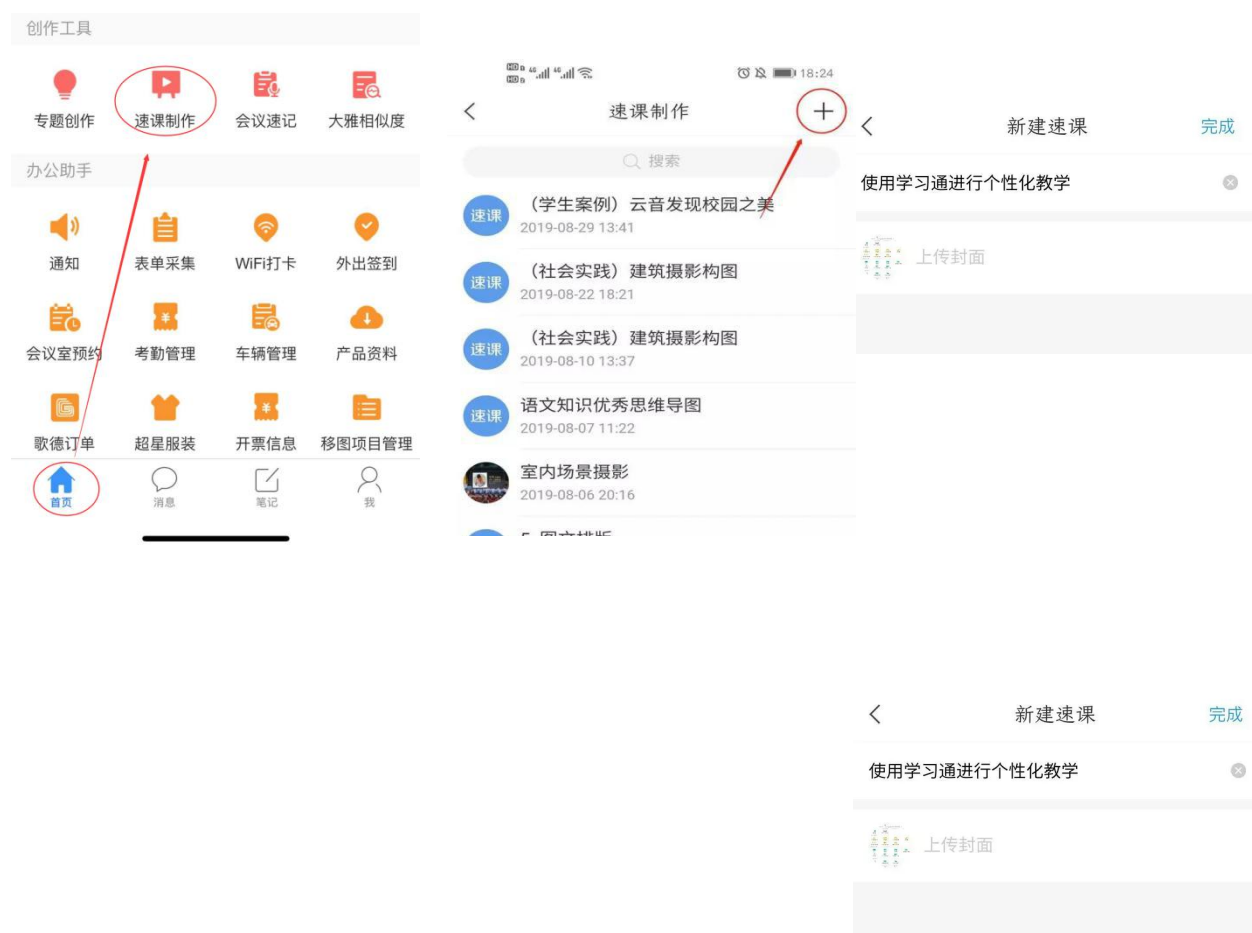 创作工具
专题创作
速课制作
会议速记
大雅相似度
办公助手
通知
表单采集
WiFi打卡
外出签到
会议室预约
考勤管理
车辆管理
产品资料
歌德订单
超星服装
开票信息
移图项目管理
首页
消息
笔记
我
18:24
速课制作
搜索
速课
（学生案例）云音发现校园之美
2019-08-29 13:41
速课
（社会实践）建筑摄影构图
2019-08-22 18:21
速课
（社会实践）建筑摄影构图
2019-08-10 13:37
速课
语文知识优秀思维导图
2019-08-07 11:22
室内场景摄影
2019-08-06 20:16
新建速课
完成
使用学习通进行个性化教学
上传封面
新建速课
完成
使用学习通进行个性化教学
上传封面